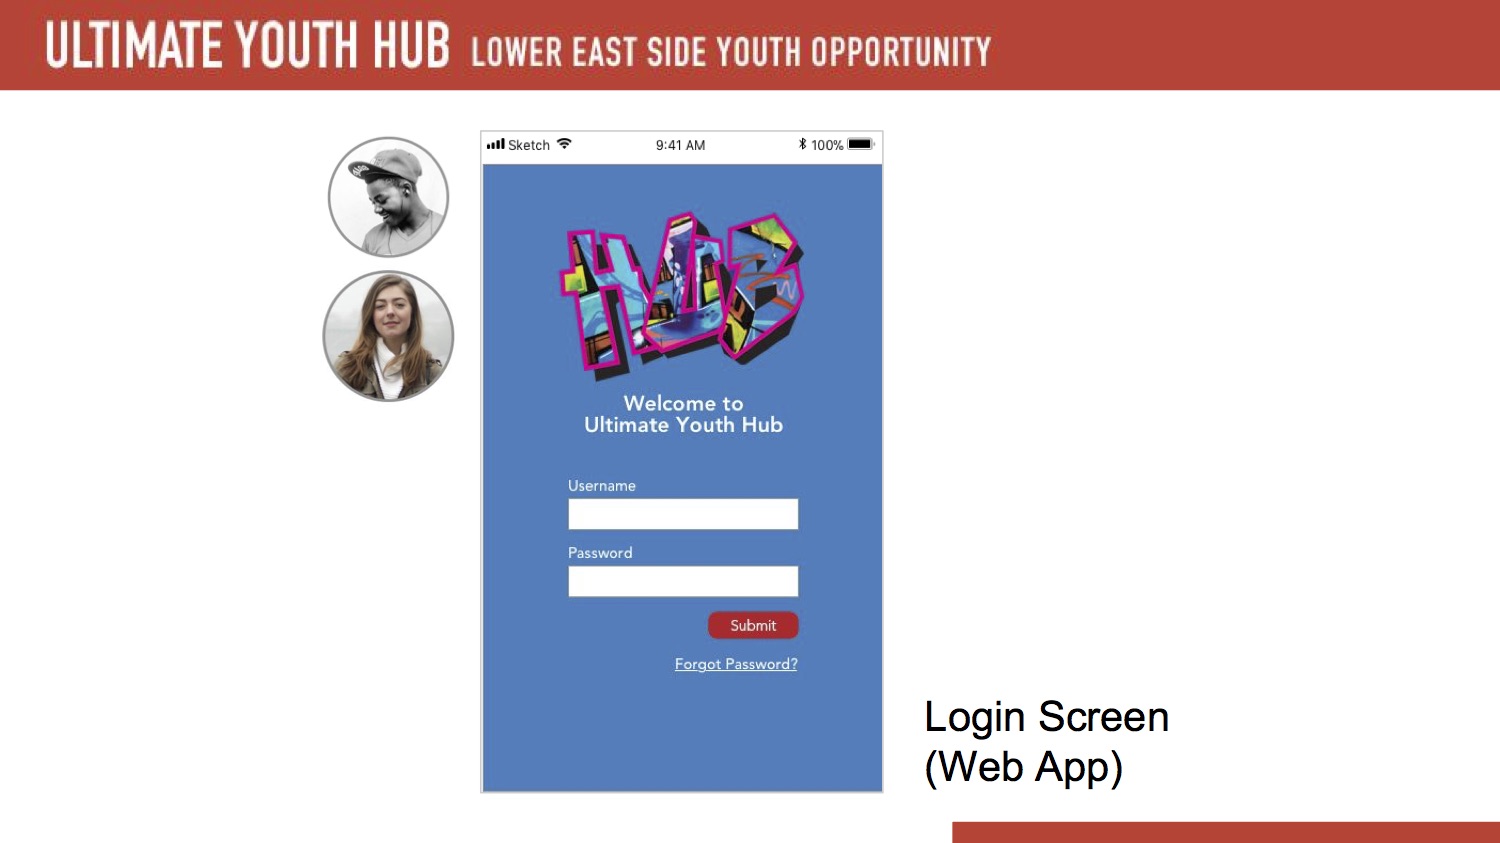 ULTIMATE YOUTH HUB LOWER EAST SIDE YOUTH OPPORTUNITY
Sketch 9:41 AM 100%
HUB
Welcome to
Ultimate Youth Hub
Username
Password
Submit
Forgot Password?
Login Screen
(Web App)